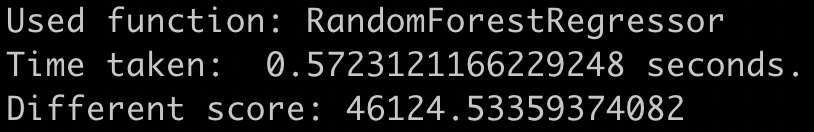 Used function: RandomForestRegressor
Time taken:  0.5723121166229248 seconds.
Different score: 46124.53359374082